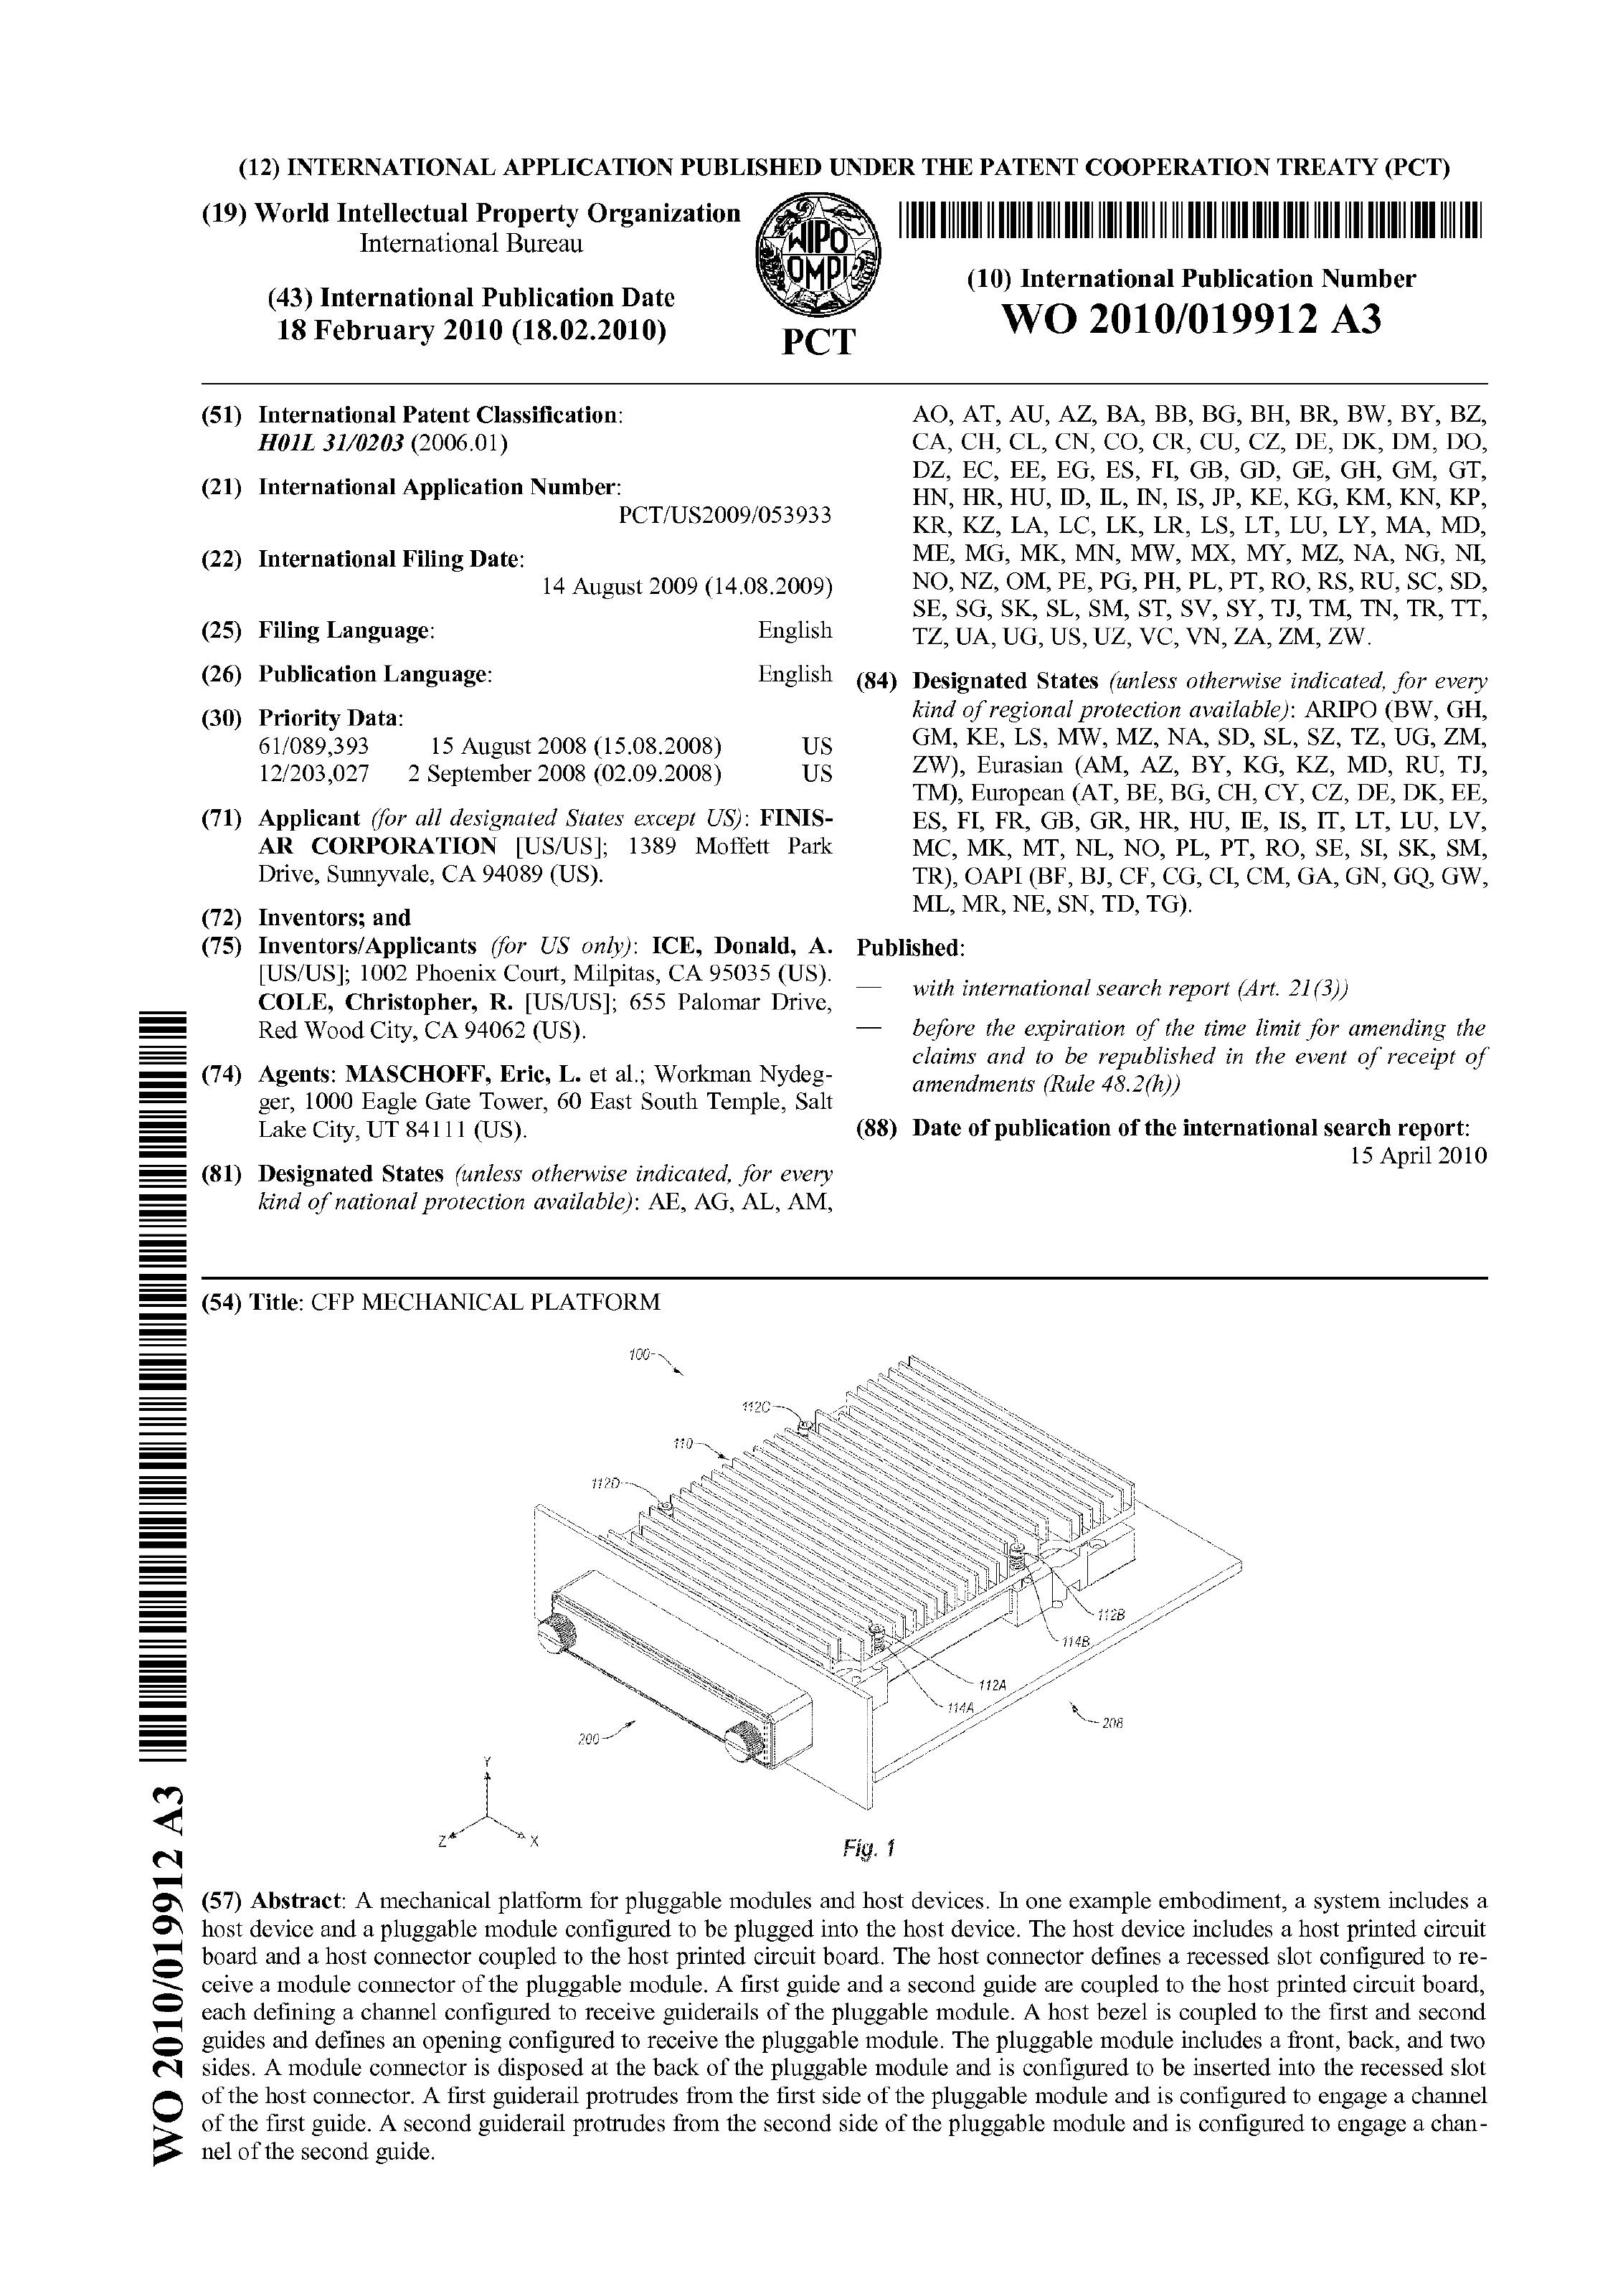 (12) INTERNATIONAL APPLICATION PUBLISHED UNDER THE PATENT COOPERATION TREATY (PCT)
(19) World Intellectual Property Organization
International Bureau
(43) International Publication Date
18 February 2010 (18.02.2010)
WIPO
OMPI
PCT
(10) International Publication Number
WO 2010/019912 A3
(51) International Patent Classification:
H01L 31/0203 (2006.01)
(21) International Application Number:
PCT/US2009/053933
(22) International Filing Date:
14 August 2009 (14.08.2009)
(25) Filing Language: English
(26) Publication Language: English
(30) Priority Data:
61/089,393 15 August 2008 (15.08.2008) US
12/203,027 2 September 2008 (02.09.2008) US
(71) Applicant (for all designated States except US): FINIS-
AR CORPORATION [US/US]; 1389 Moffett Park
Drive, Sunnyvale, CA 94089 (US).
(72) Inventors; and
(75) Inventors/Applicants (for US only): ICE, Donald, A.
[US/US]; 1002 Phoenix Court, Milpitas, CA 95035 (US).
COLE, Christopher, R. [US/US]; 655 Palomar Drive,
Red Wood City, CA 94062 (US).
(74) Agents: MASCHOFF, Eric, L. et al.; Workman Nydeg-
ger, 1000 Eagle Gate Tower, 60 East South Temple, Salt
Lake City, UT 84111 (US).
(81) Designated States (unless otherwise indicated, for every
kind of national protection available): AE, AG, AL, AM,
AO, AT, AU, AZ, BA, BB, BG, BH, BR, BW, BY, BZ,
CA, CH, CL, CN, CO, CR, CU, CZ, DE, DK, DM, DO,
DZ, EC, EE, EG, ES, FI, GB, GD, GE, GH, GM, GT,
HN, HR, HU, ID, IL, IN, IS, JP, KE, KG, KM, KN, KP,
KR, KZ, LA, LC, LK, LR, LS, LT, LU, LY, MA, MD,
ME, MG, MK, MN, MW, MX, MY, MZ, NA, NG, NI,
NO, NZ, OM, PE, PG, PH, PL, PT, RO, RS, RU, SC, SD,
SE, SG, SK, SL, SM, ST, SV, SY, TJ, TM, TN, TR, TT,
TZ, UA, UG, US, UZ, VC, VN, ZA, ZM, ZW.
(84) Designated States (unless otherwise indicated, for every
kind of regional protection available): ARIPO (BW, GH,
GM, KE, LS, MW, MZ, NA, SD, SL, SZ, TZ, UG, ZM,
ZW), Eurasian (AM, AZ, BY, KG, KZ, MD, RU, TJ,
TM), European (AT, BE, BG, CH, CY, CZ, DE, DK, EE,
ES, FI, FR, GB, GR, HR, HU, IE, IS, IT, LT, LU, LV,
MC, MK, MT, NL, NO, PL, PT, RO, SE, SI, SK, SM,
TR), OAPI (BF, BJ, CF, CG, CI, CM, GA, GN, GQ, GW,
ML, MR, NE, SN, TD, TG).
Published:
— with international search report (Art. 21(3))
— before the expiration of the time limit for amending the
claims and to be republished in the event of receipt of
amendments (Rule 48.2(h))
(88) Date of publication of the international search report:
15 April 2010
(54) Title: CFP MECHANICAL PLATFORM
100
112C
110
112D
112B
114B
112A
114A
208
200
Y
Z
X
Fig. 1
(57) Abstract: A mechanical platform for pluggable modules and host devices. In one example embodiment, a system includes a
host device and a pluggable module configured to be plugged into the host device. The host device includes a host printed circuit
board and a host connector coupled to the host printed circuit board. The host connector defines a recessed slot configured to re-
ceive a module connector of the pluggable module. A first guide and a second guide are coupled to the host printed circuit board,
each defining a channel configured to receive guiderails of the pluggable module. A host bezel is coupled to the first and second
guides and defines an opening configured to receive the pluggable module. The pluggable module includes a front, back, and two
sides. A module connector is disposed at the back of the pluggable module and is configured to be inserted into the recessed slot
of the host connector. A first guiderail protrudes from the first side of the pluggable module and is configured to engage a channel
of the first guide. A second guiderail protrudes from the second side of the pluggable module and is configured to engage a chan-
nel of the second guide.
WO 2010/019912 A3